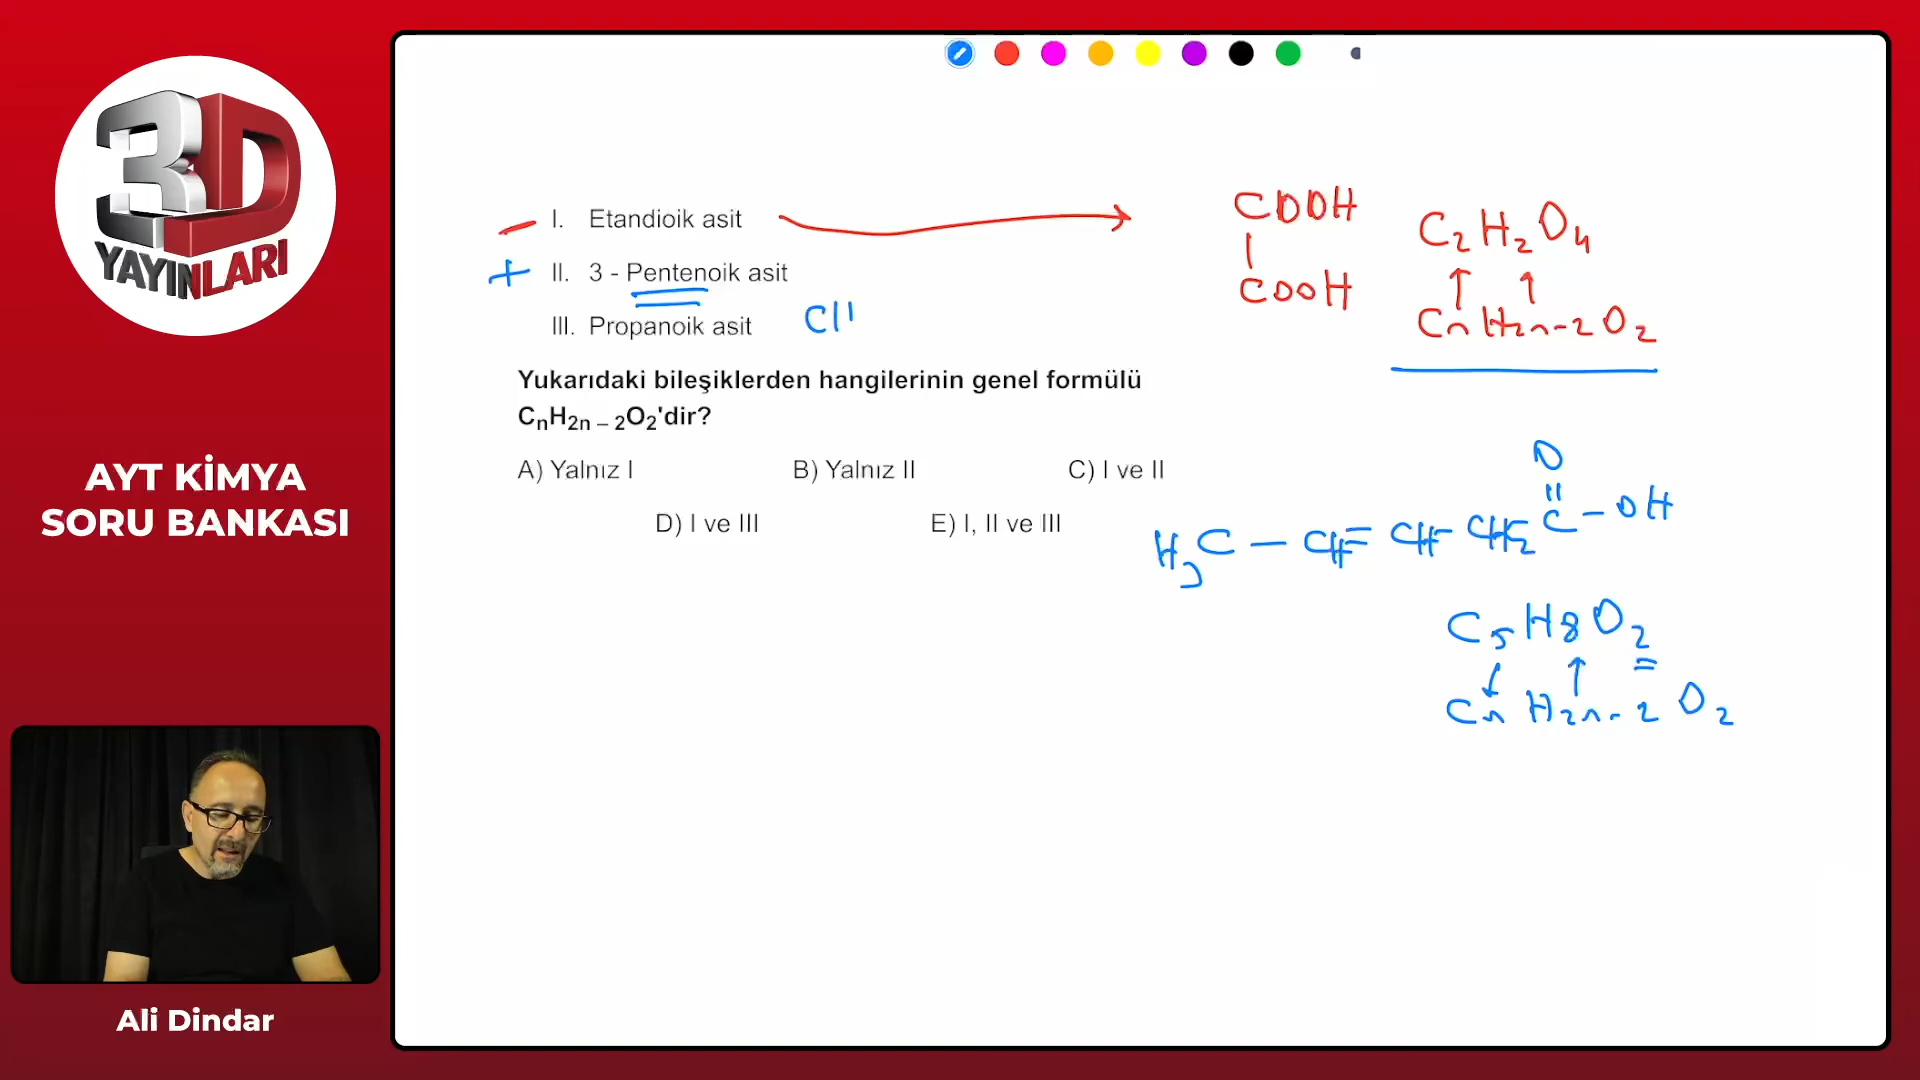 3D
YAYINLARI
AYT KİMYA
SORU BANKASI
Ali Dindar
I. Etandioik asit
II. 3 - Pentenoik asit
III. Propanoik asit
CH
Yukarıdaki bileşiklerden hangilerinin genel formülü
CnH2n – 2O2'dir?
A) Yalnız I
B) Yalnız II
C) I ve II
D) I ve III
E) I, II ve III
COOH
COOH
C2H2O4
CnH2n-2O2
O
H3C — CH = CH - CH2 C - OH
C5H8O2
CnH2n-2O2